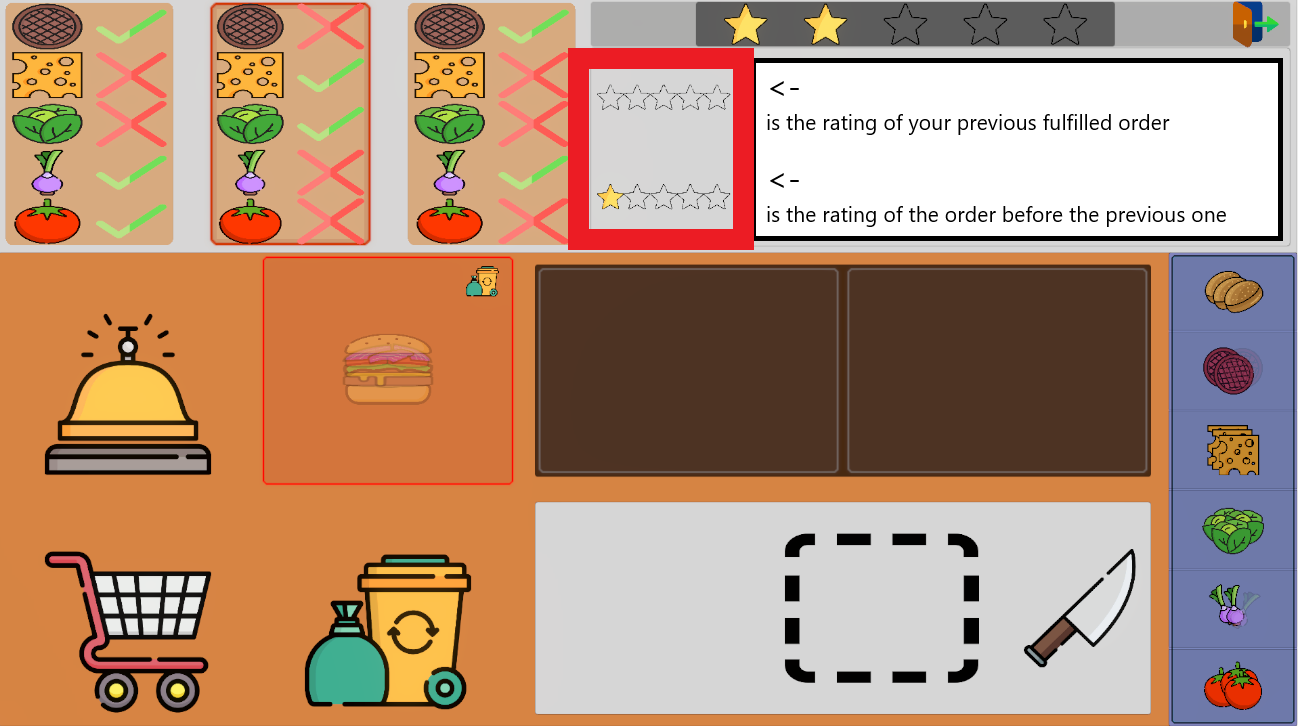 <-
is the rating of your previous fulfilled order
<-
is the rating of the order before the previous one